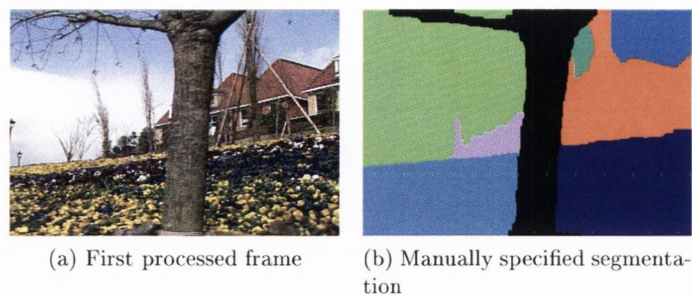 (a) First processed frame
(b) Manually specified segmenta-
tion